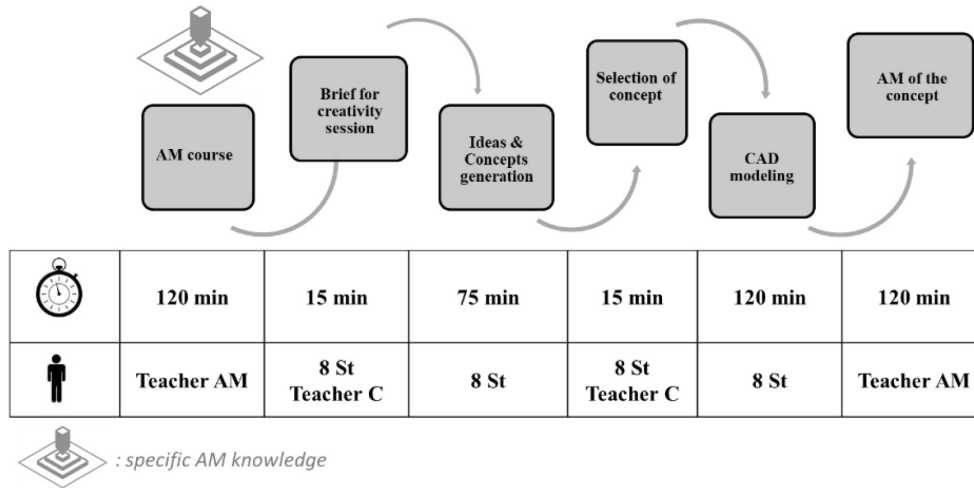 AM course
Brief for
creativity
session
Ideas &
Concepts
generation
Selection of
concept
CAD
modeling
AM of the
concept
120 min
15 min
75 min
15 min
120 min
120 min
Teacher AM
8 St
Teacher C
8 St
8 St
Teacher C
8 St
Teacher AM
: specific AM knowledge